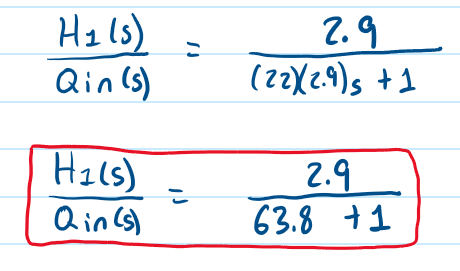 H1(s)/Qin(s) = 2.9/((22)(2.9)s + 1)
H1(s)/Qin(s) = 2.9/(63.8 + 1)